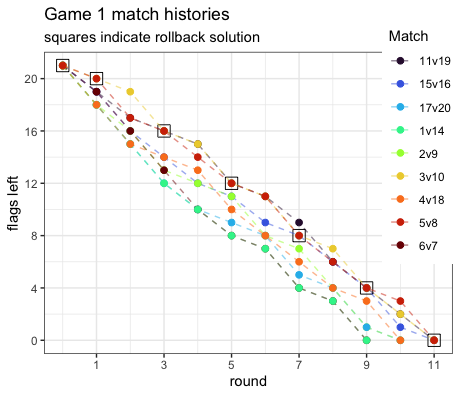 Game 1 match histories
squares indicate rollback solution
Match
11v19
15v16
17v20
1v14
2v9
3v10
4v18
5v8
6v7
flags left
20
16
12
8
4
0
1
3
5
7
9
11
round